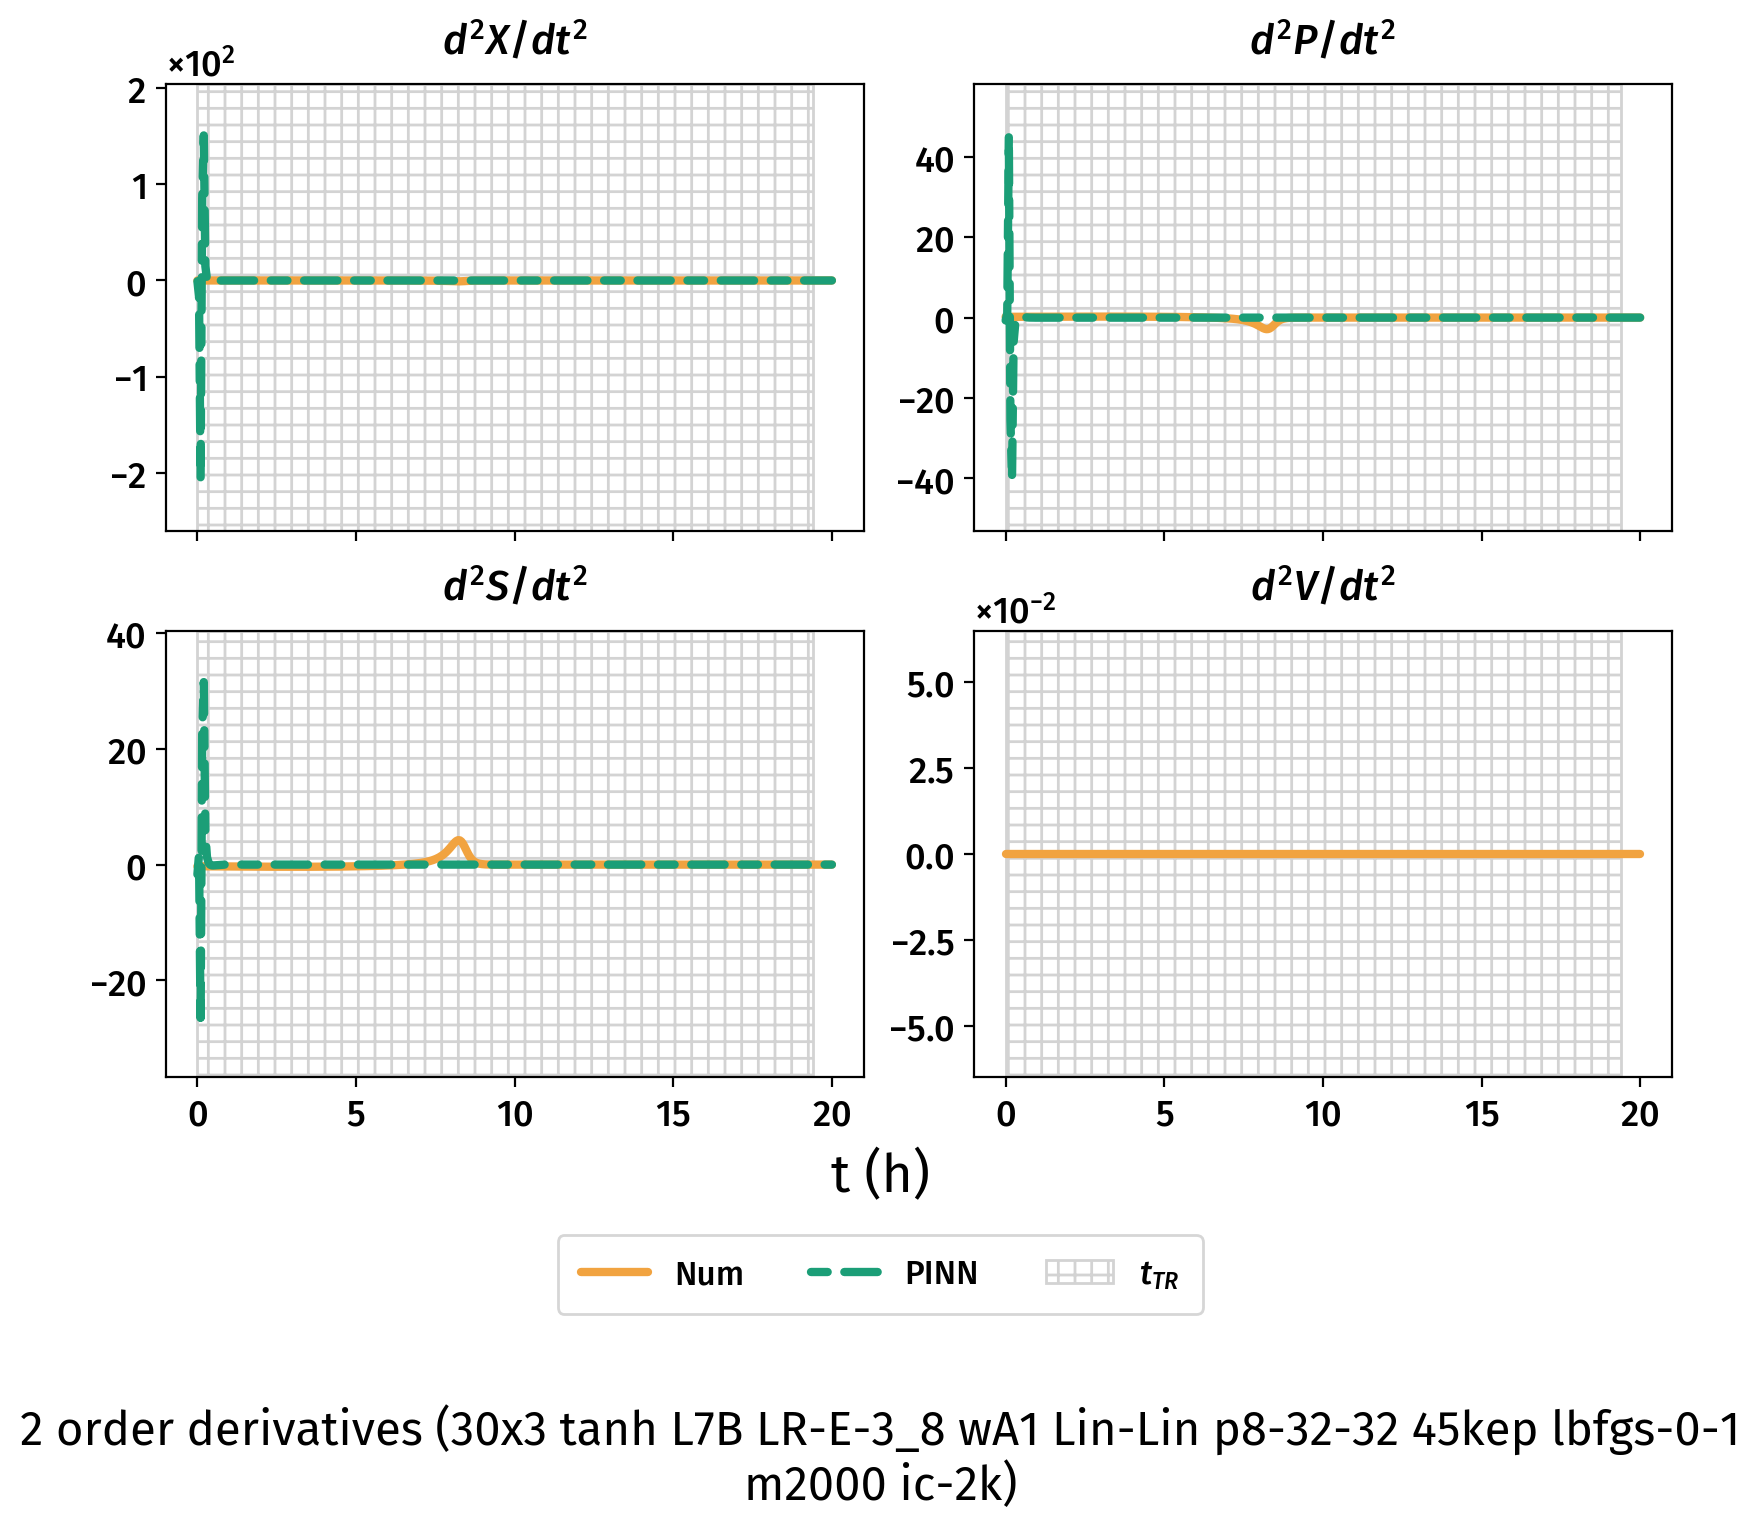 d²X/dt²
d²P/dt²
×10²
2
1
0
−1
−2
40
20
0
−20
−40
d²S/dt²
d²V/dt²
×10⁻²
40
20
0
−20
5.0
2.5
0.0
−2.5
−5.0
0 5 10 15 20
0 5 10 15 20
t (h)
Num PINN t_TR
2 order derivatives (30x3 tanh L7B LR-E-3_8 wA1 Lin-Lin p8-32-32 45kep lbfgs-0-1
m2000 ic-2k)